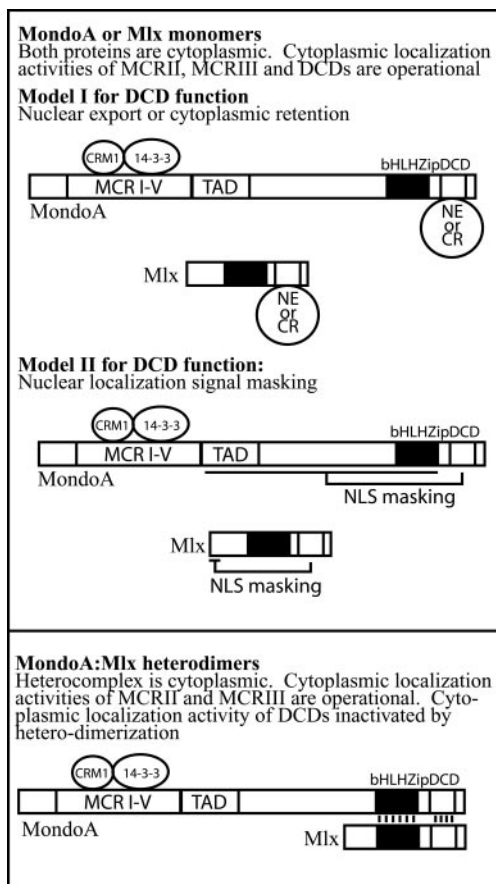 MondoA or Mlx monomers
Both proteins are cytoplasmic.  Cytoplasmic localization
activities of MCRII, MCRIII and DCDs are operational
Model I for DCD function
Nuclear export or cytoplasmic retention
CRM1 14-3-3
bHLHZipDCD
MCR I-V TAD
MondoA
NE
or
CR
Mlx
NE
or
CR
Model II for DCD function:
Nuclear localization signal masking
CRM1 14-3-3
bHLHZipDCD
MCR I-V TAD
MondoA
NLS masking
Mlx
NLS masking
MondoA:Mlx heterodimers
Heterocomplex is cytoplasmic.  Cytoplasmic localization
activities of MCRII and MCRIII are operational. Cyto-
plasmic localization activity of DCDs inactivated by
hetero-dimerization
CRM1 14-3-3
bHLHZipDCD
MCR I-V TAD
MondoA
Mlx